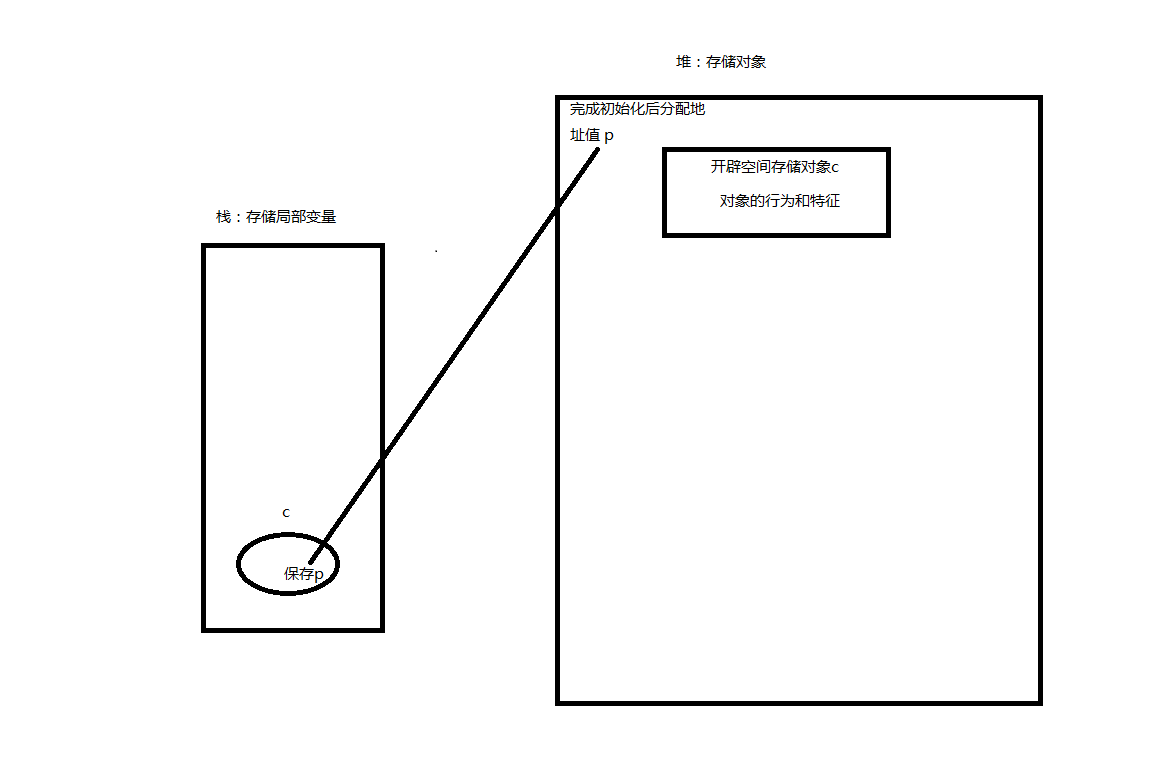 堆：存储对象
完成初始化后分配地
址值 p
开辟空间存储对象c
对象的行为和特征
栈：存储局部变量
c
保存p